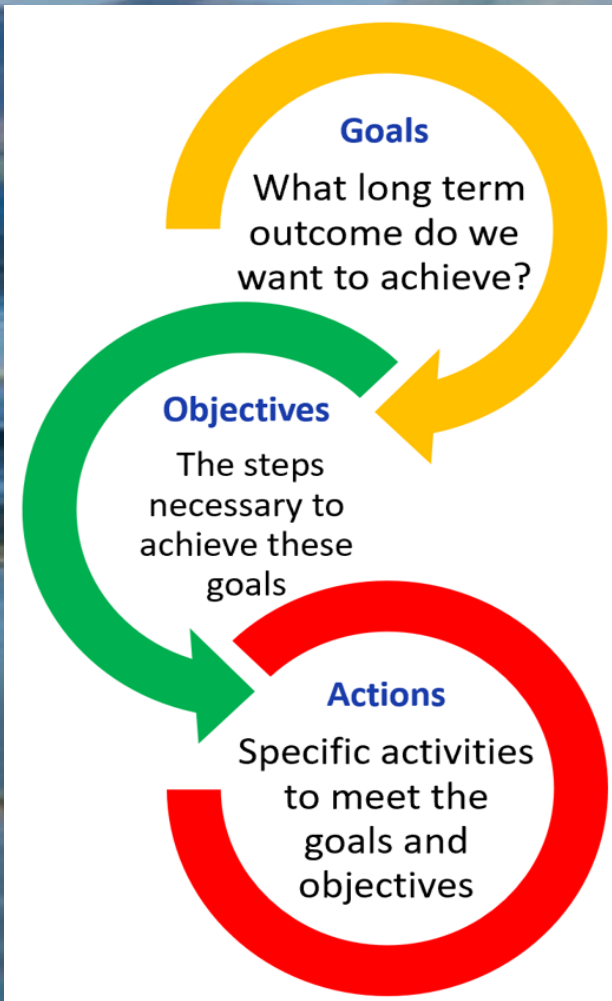 Goals
What long term
outcome do we
want to achieve?
Objectives
The steps
necessary to
achieve these
goals
Actions
Specific activities
to meet the
goals and
objectives